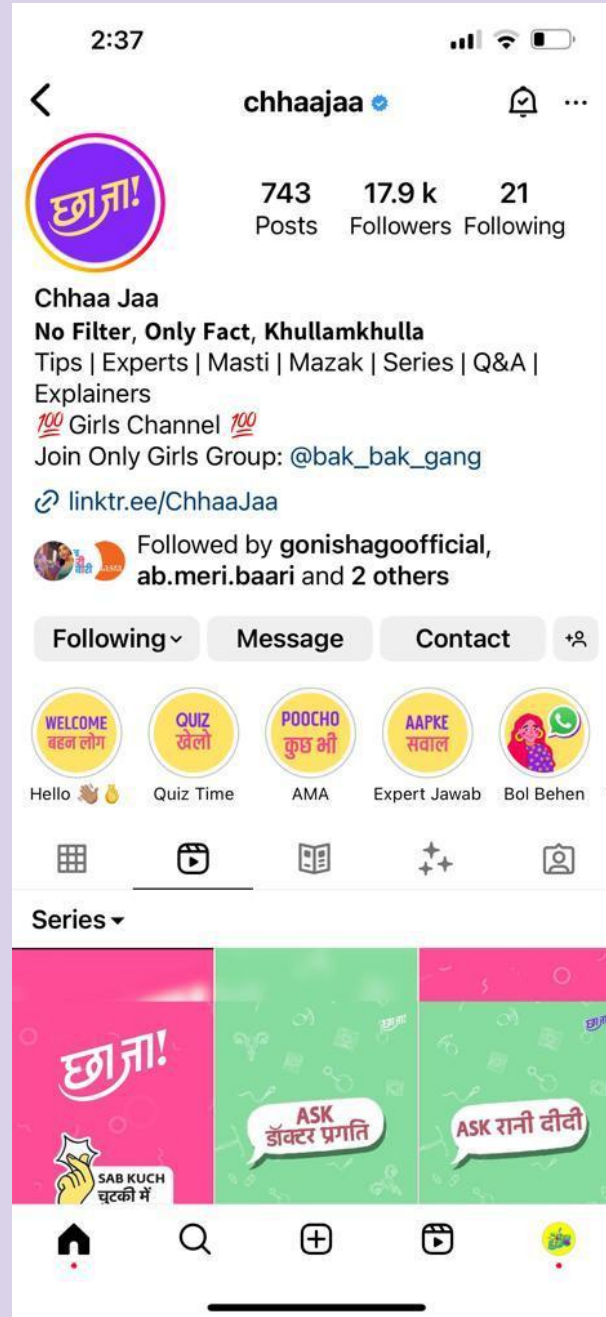 2:37
chhaajaa
छा जा!
743 17.9 k 21
Posts Followers Following
Chhaa Jaa
No Filter, Only Fact, Khullamkhulla
Tips | Experts | Masti | Mazak | Series | Q&A |
Explainers
💯 Girls Channel 💯
Join Only Girls Group: @bak_bak_gang
linktr.ee/ChhaaJaa
Followed by gonishagoofficial,
ab.meri.baari and 2 others
Following Message Contact
WELCOME
बहन लोग
QUIZ
खेलो
POOCHO
कुछ भी
AAPKE
सवाल
Hello 👋🏽🫰 Quiz Time AMA Expert Jawab Bol Behen
Series
छा जा!
SAB KUCH
चुटकी में
छा जा!
ASK
डॉक्टर प्रगति
ASK रानी दीदी